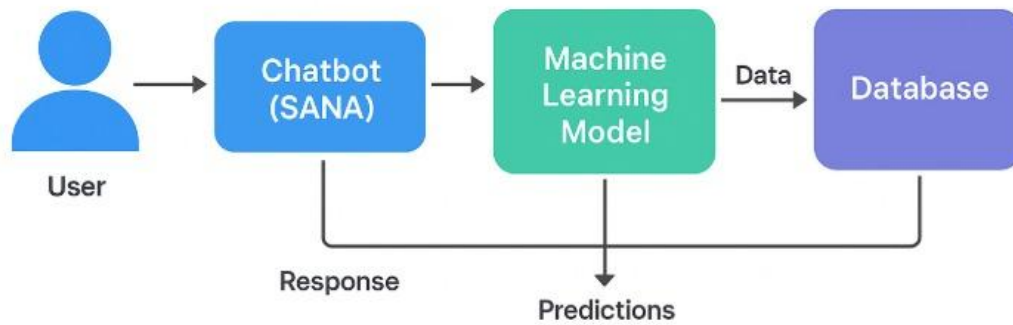 User
Chatbot
(SANA)
Machine
Learning
Model
Data
Database
Response
Predictions